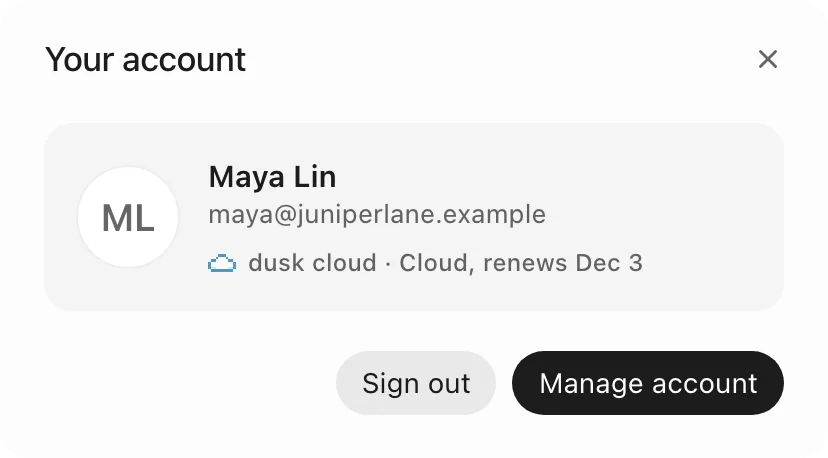 Your account
ML
Maya Lin
maya@juniperlane.example
dusk cloud · Cloud, renews Dec 3
Sign out
Manage account